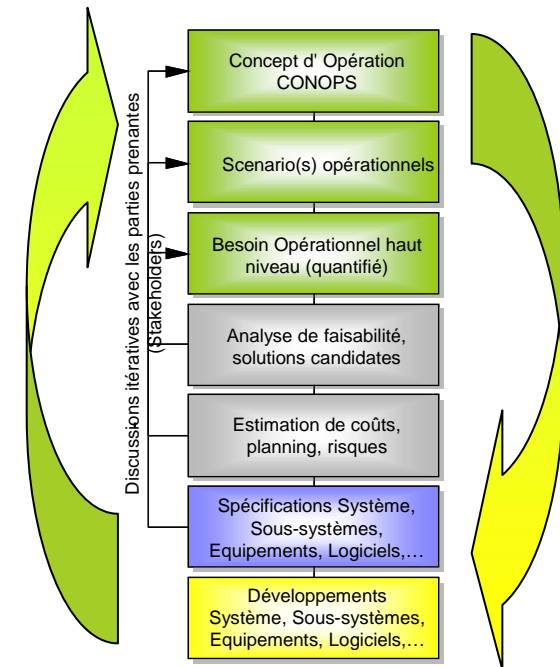 Concept d' Opération
CONOPS
Scenario(s) opérationnels
Besoin Opérationnel haut
niveau (quantifié)
Analyse de faisabilité,
solutions candidates
Estimation de coûts,
planning, risques
Spécifications Système,
Sous-systèmes,
Equipements, Logiciels,…
Développements
Système, Sous-systèmes,
Equipements, Logiciels,…
Discussions itératives avec les parties prenantes
(Stakeholders)